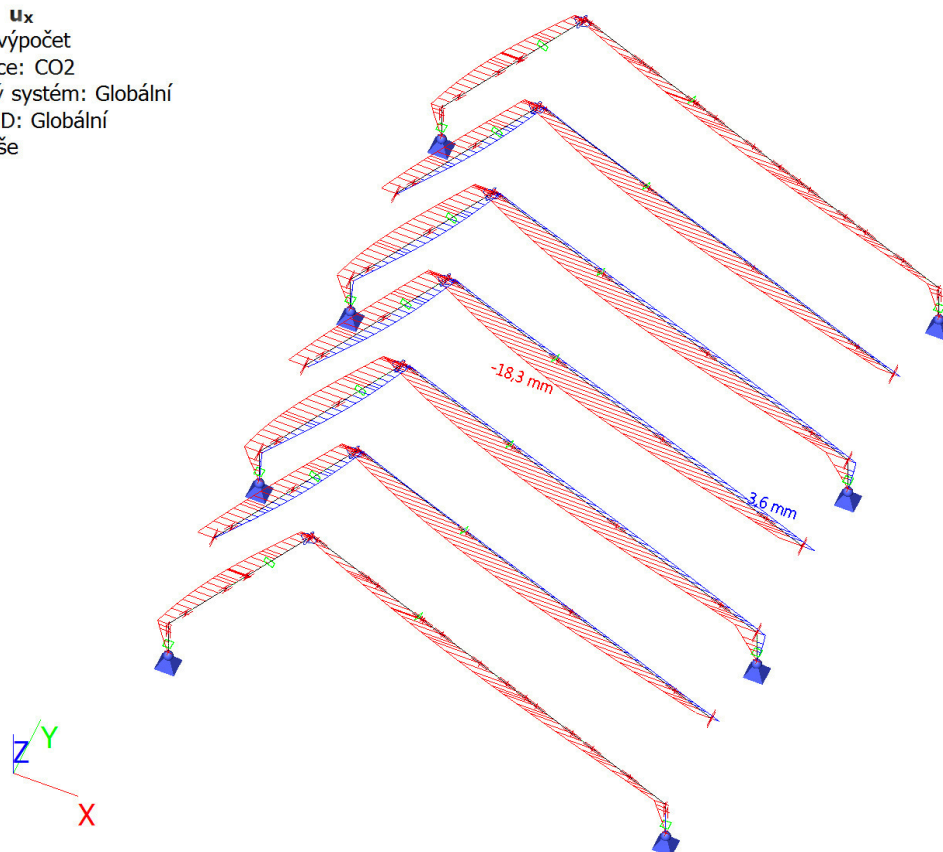 ux
výpočet
ce: CO2
ý systém: Globální
D: Globální
še
-18,3 mm
3,6 mm
Z
Y
X